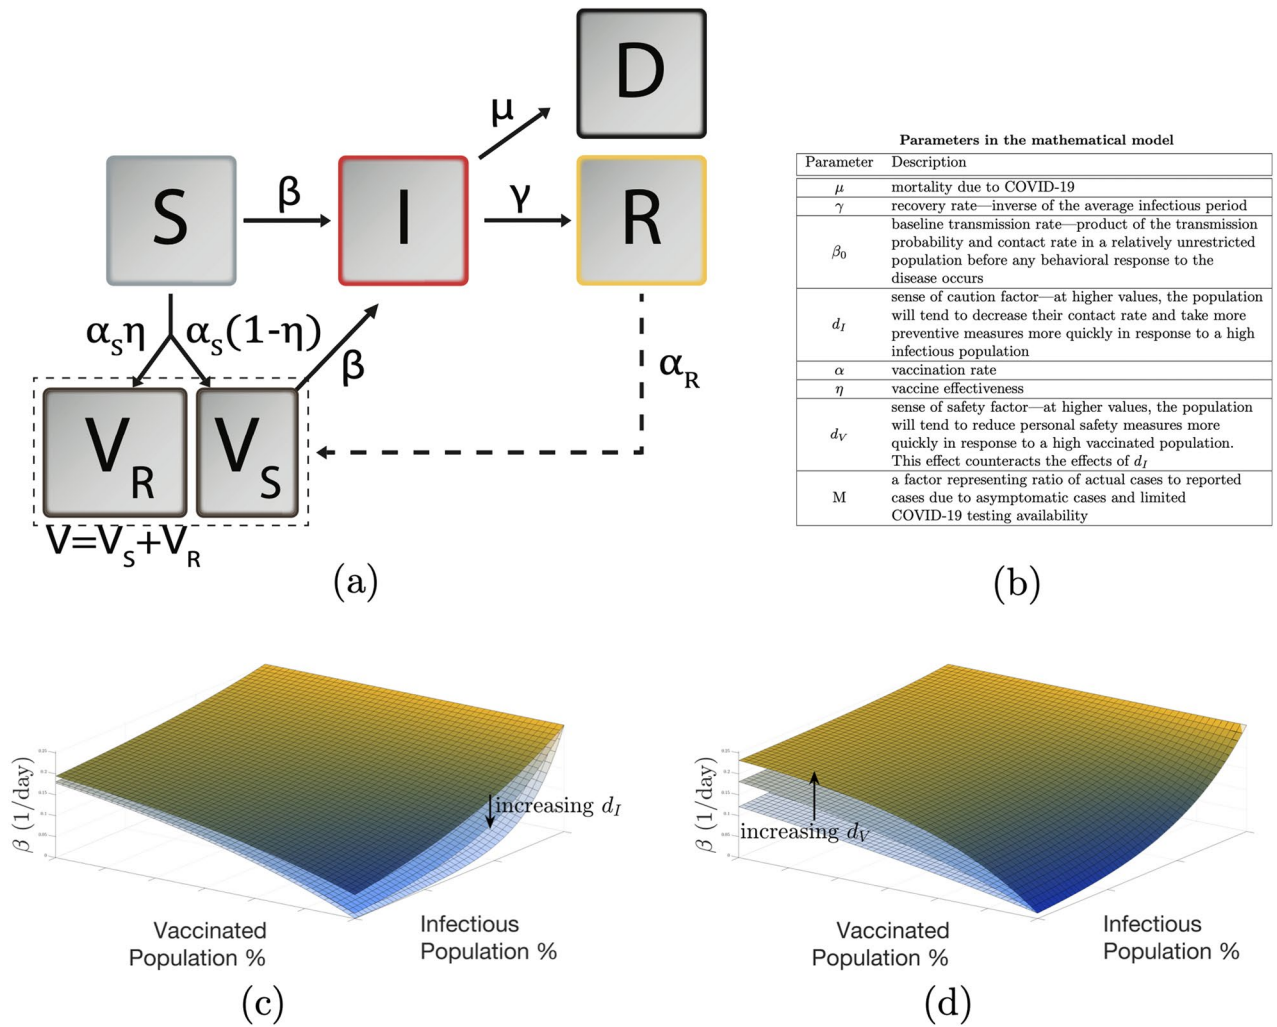 D
μ
S
β
I
γ
R
α_Sη
α_S(1-η)
β
α_R
V_R
V_S
V=V_S+V_R
(a)
Parameters in the mathematical model
Parameter Description
μ mortality due to COVID-19
γ recovery rate—inverse of the average infectious period
β₀ baseline transmission rate—product of the transmission
probability and contact rate in a relatively unrestricted
population before any behavioral response to the
disease occurs
d_I sense of caution factor—at higher values, the population
will tend to decrease their contact rate and take more
preventive measures more quickly in response to a high
infectious population
α vaccination rate
η vaccine effectiveness
d_V sense of safety factor—at higher values, the population
will tend to reduce personal safety measures more
quickly in response to a high vaccinated population.
This effect counteracts the effects of d_I
M a factor representing ratio of actual cases to reported
cases due to asymptomatic cases and limited
COVID-19 testing availability
(b)
β (1/day)
increasing d_I
Vaccinated
Population %
Infectious
Population %
(c)
β (1/day)
increasing d_V
Vaccinated
Population %
Infectious
Population %
(d)